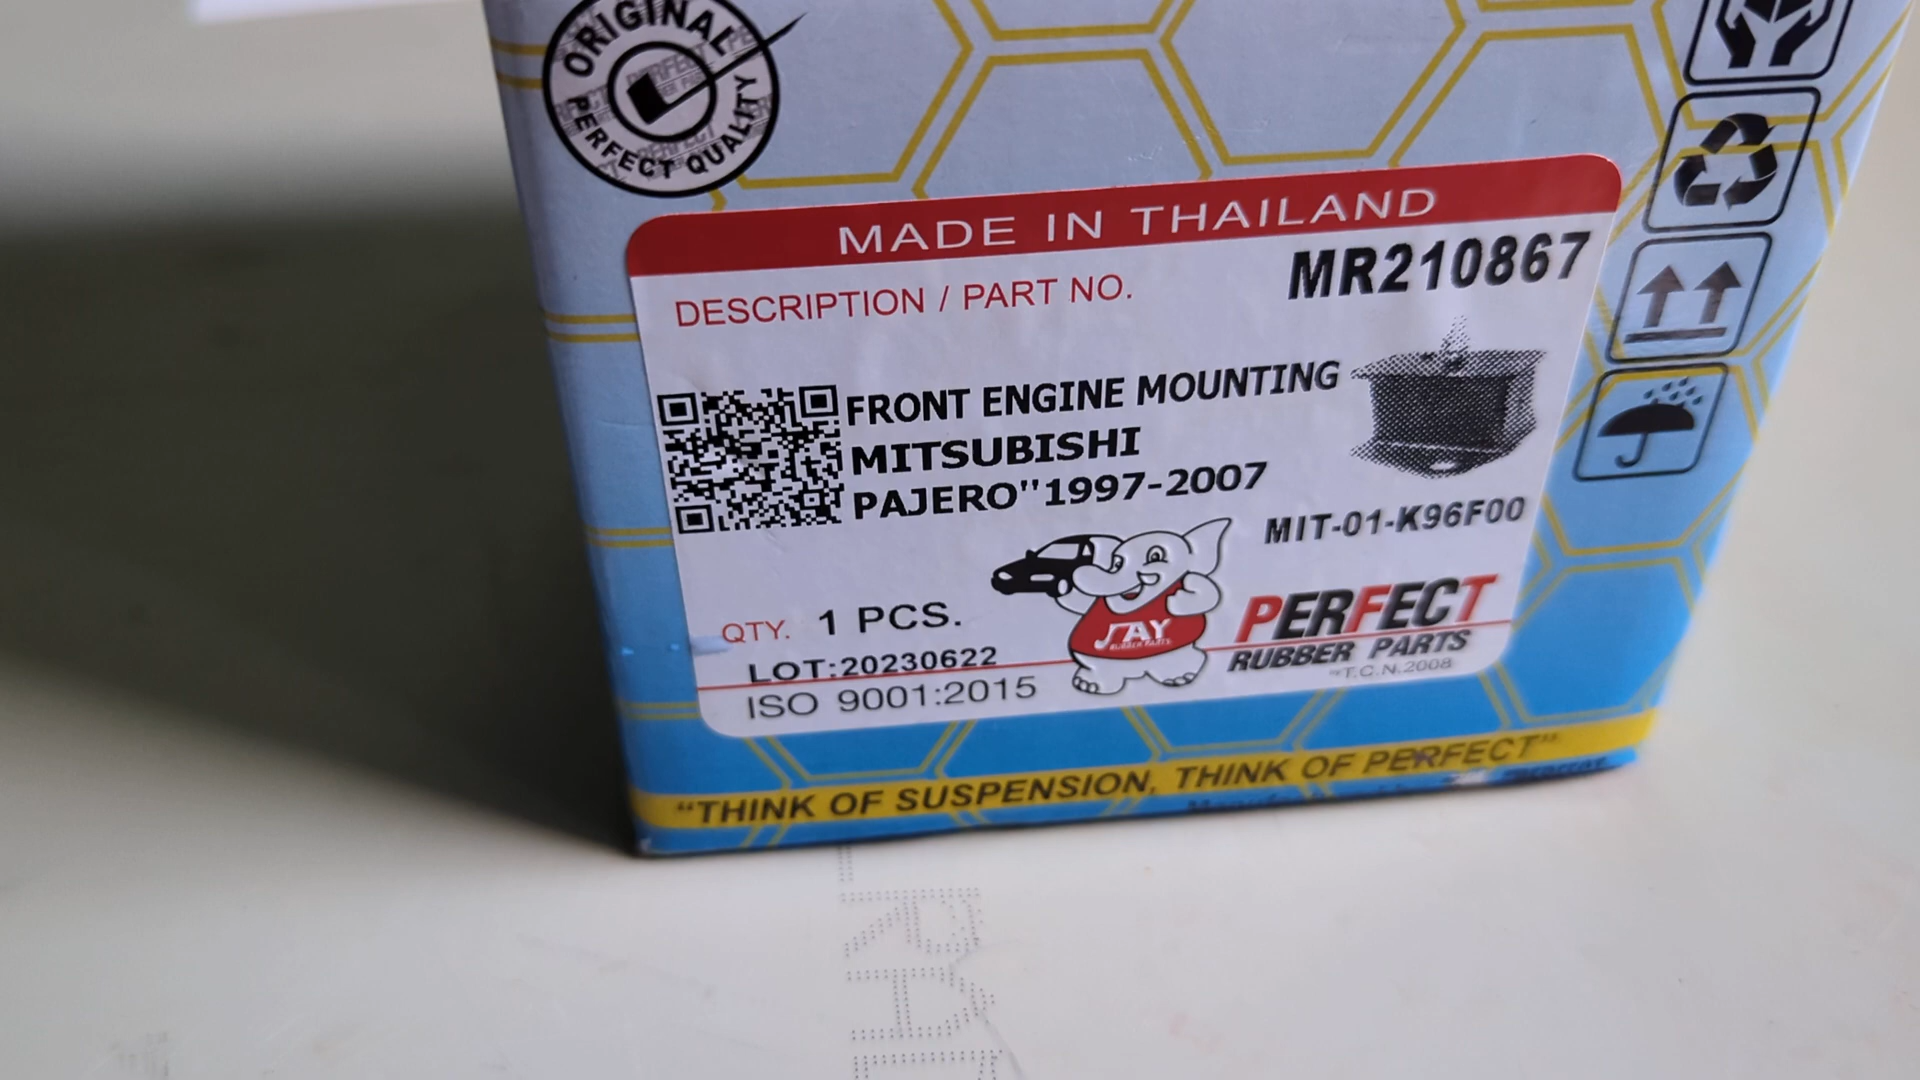 ORIGINAL
PERFECT QUALITY
MADE IN THAILAND
DESCRIPTION / PART NO.
MR210867
FRONT ENGINE MOUNTING
MITSUBISHI
PAJERO"1997-2007
MIT-01-K96F00
QTY. 1 PCS.
LOT:20230622
ISO 9001:2015
JAY
RUBBER PARTS
PERFECT
RUBBER PARTS
T.C.N.2008
"THINK OF SUSPENSION, THINK OF PERFECT"